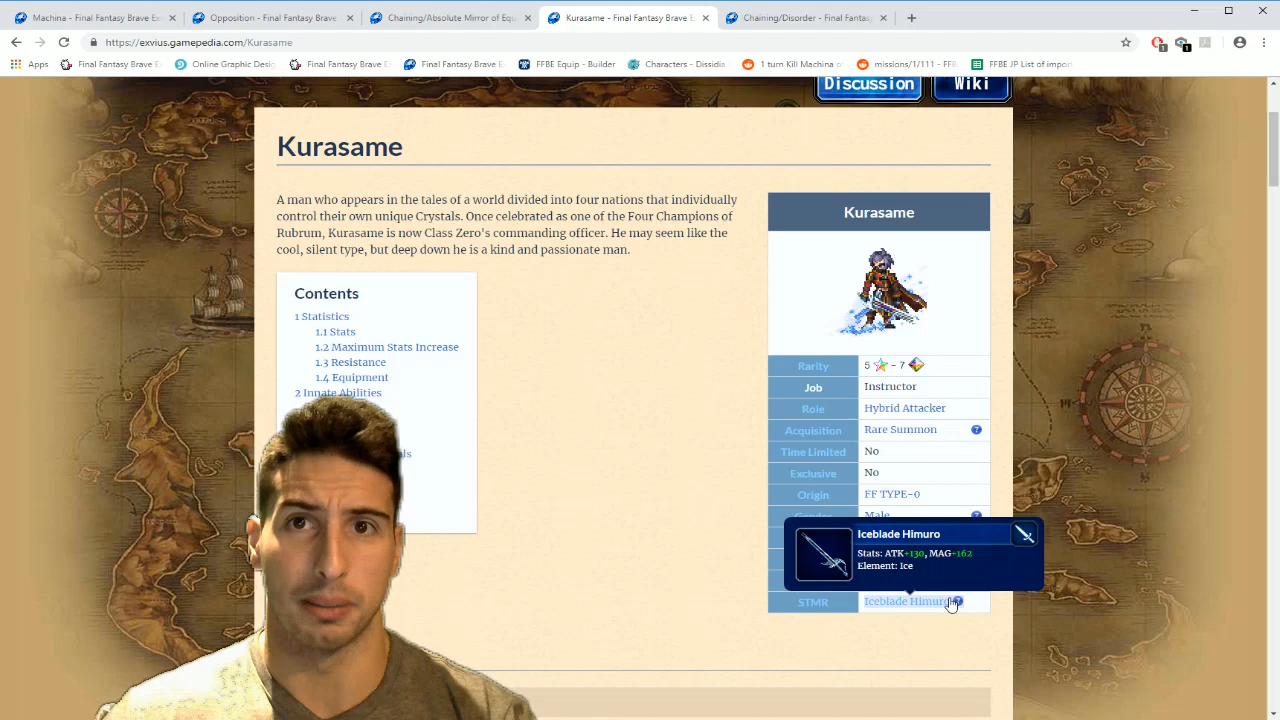 Machina - Final Fantasy Brave Ex
Opposition - Final Fantasy Brave
Chaining/Absolute Mirror of Equ
Kurasame - Final Fantasy Brave E
Chaining/Disorder - Final Fantas
https://exvius.gamepedia.com/Kurasame
Apps
Final Fantasy Brave Ex
Online Graphic Desi
Final Fantasy Brave Ex
Final Fantasy Brave Ex
FFBE Equip - Builder
Characters - Dissidia
1 turn Kill Machina o
missions/1/111 - FFB
FFBE JP List of import
Discussion
Wiki
Kurasame
A man who appears in the tales of a world divided into four nations that individually
control their own unique Crystals. Once celebrated as one of the Four Champions of
Rubrum, Kurasame is now Class Zero's commanding officer. He may seem like the
cool, silent type, but deep down he is a kind and passionate man.
Contents
1 Statistics
1.1 Stats
1.2 Maximum Stats Increase
1.3 Resistance
1.4 Equipment
2 Innate Abilities
als
Kurasame
Rarity 5 - 7
Job Instructor
Role Hybrid Attacker
Acquisition Rare Summon ?
Time Limited No
Exclusive No
Origin FF TYPE-0
Gender Male ?
Iceblade Himuro
Stats: ATK+130, MAG+162
Element: Ice
STMR Iceblade Himuro ?